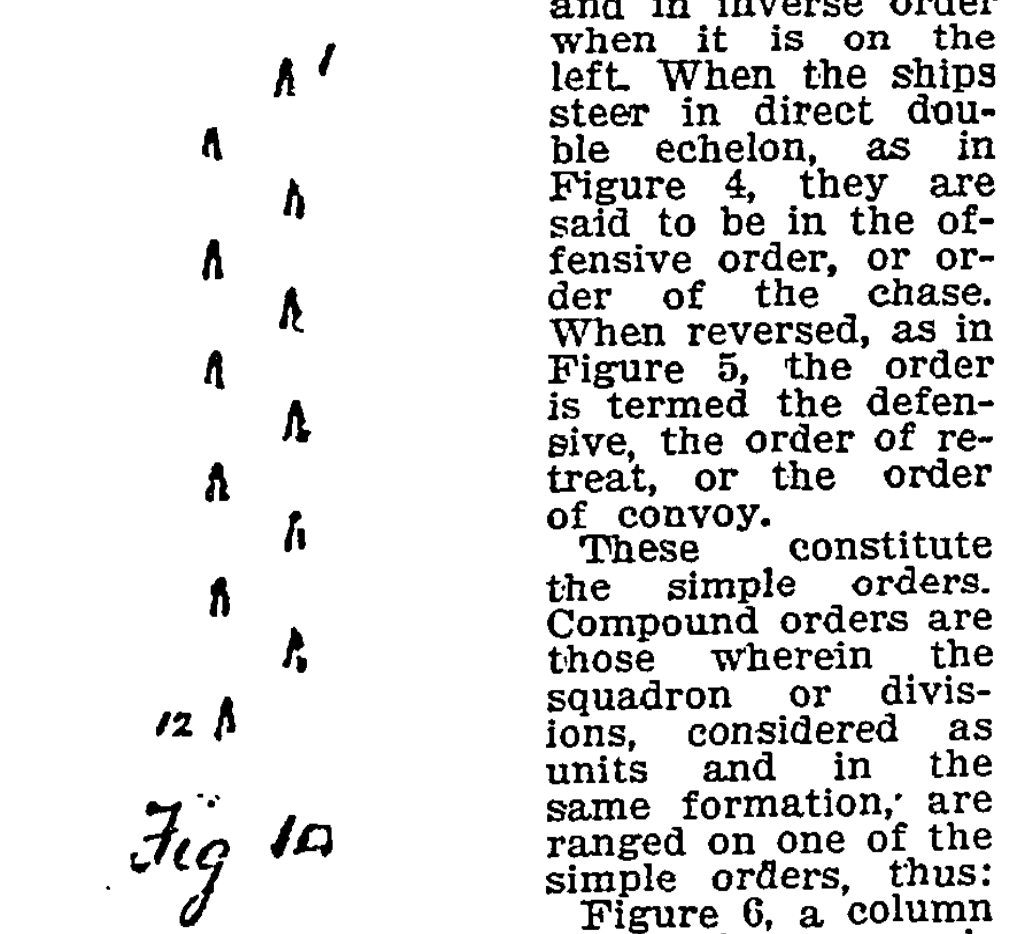 1
12
Fig 10
and in inverse order
when it is on the
left. When the ships
steer in direct dou-
ble echelon, as in
Figure 4, they are
said to be in the of-
fensive order, or or-
der of the chase.
When reversed, as in
Figure 5, the order
is termed the defen-
sive, the order of re-
treat, or the order
of convoy.
These constitute
the simple orders.
Compound orders are
those wherein the
squadron or divis-
ions, considered as
units and in the
same formation, are
ranged on one of the
simple orders, thus:
Figure 6, a column